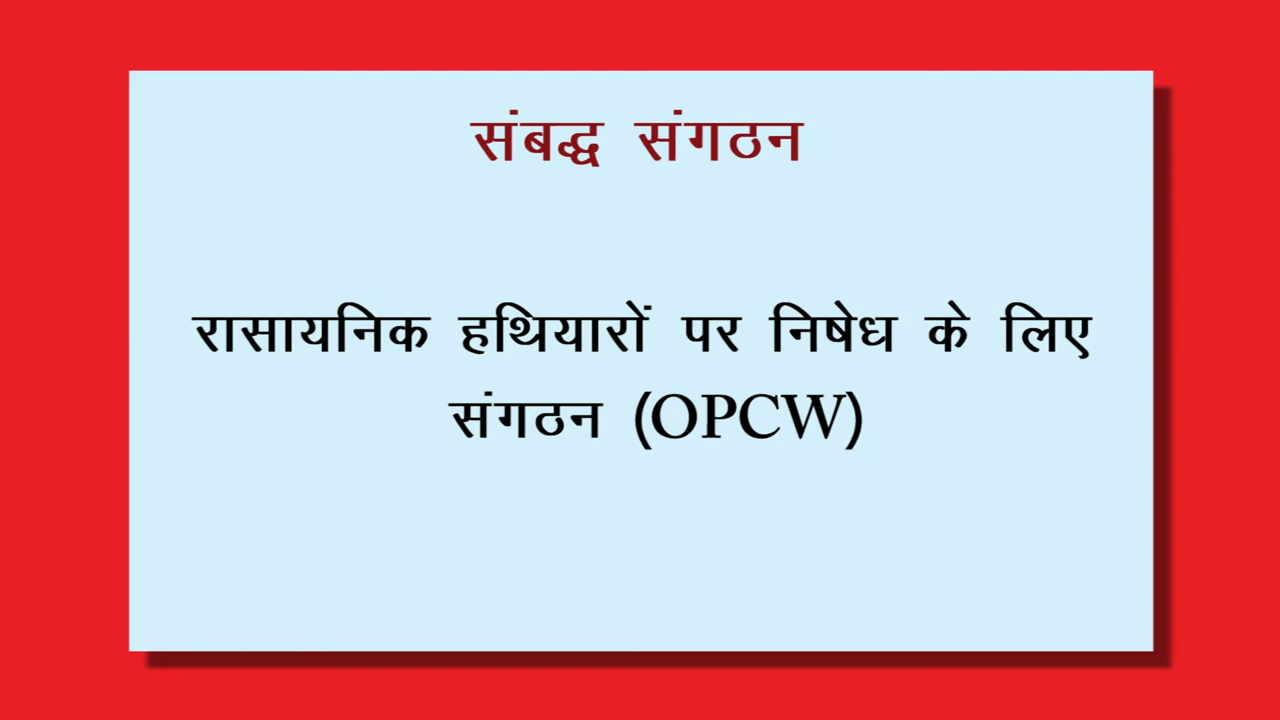 संबद्ध संगठन
रासायनिक हथियारों पर निषेध के लिए
संगठन (OPCW)